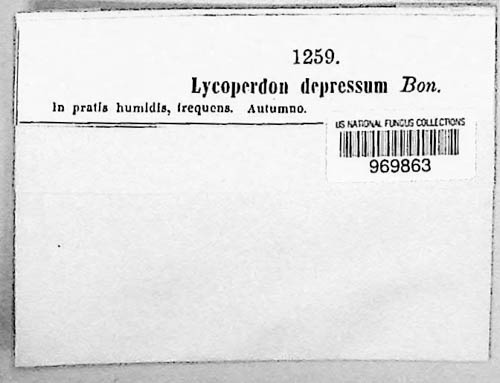 1259.
Lycoperdon depressum Bon.
In pratis humidis, frequens. Autumno.
US NATIONAL FUNGUS COLLECTIONS
969863